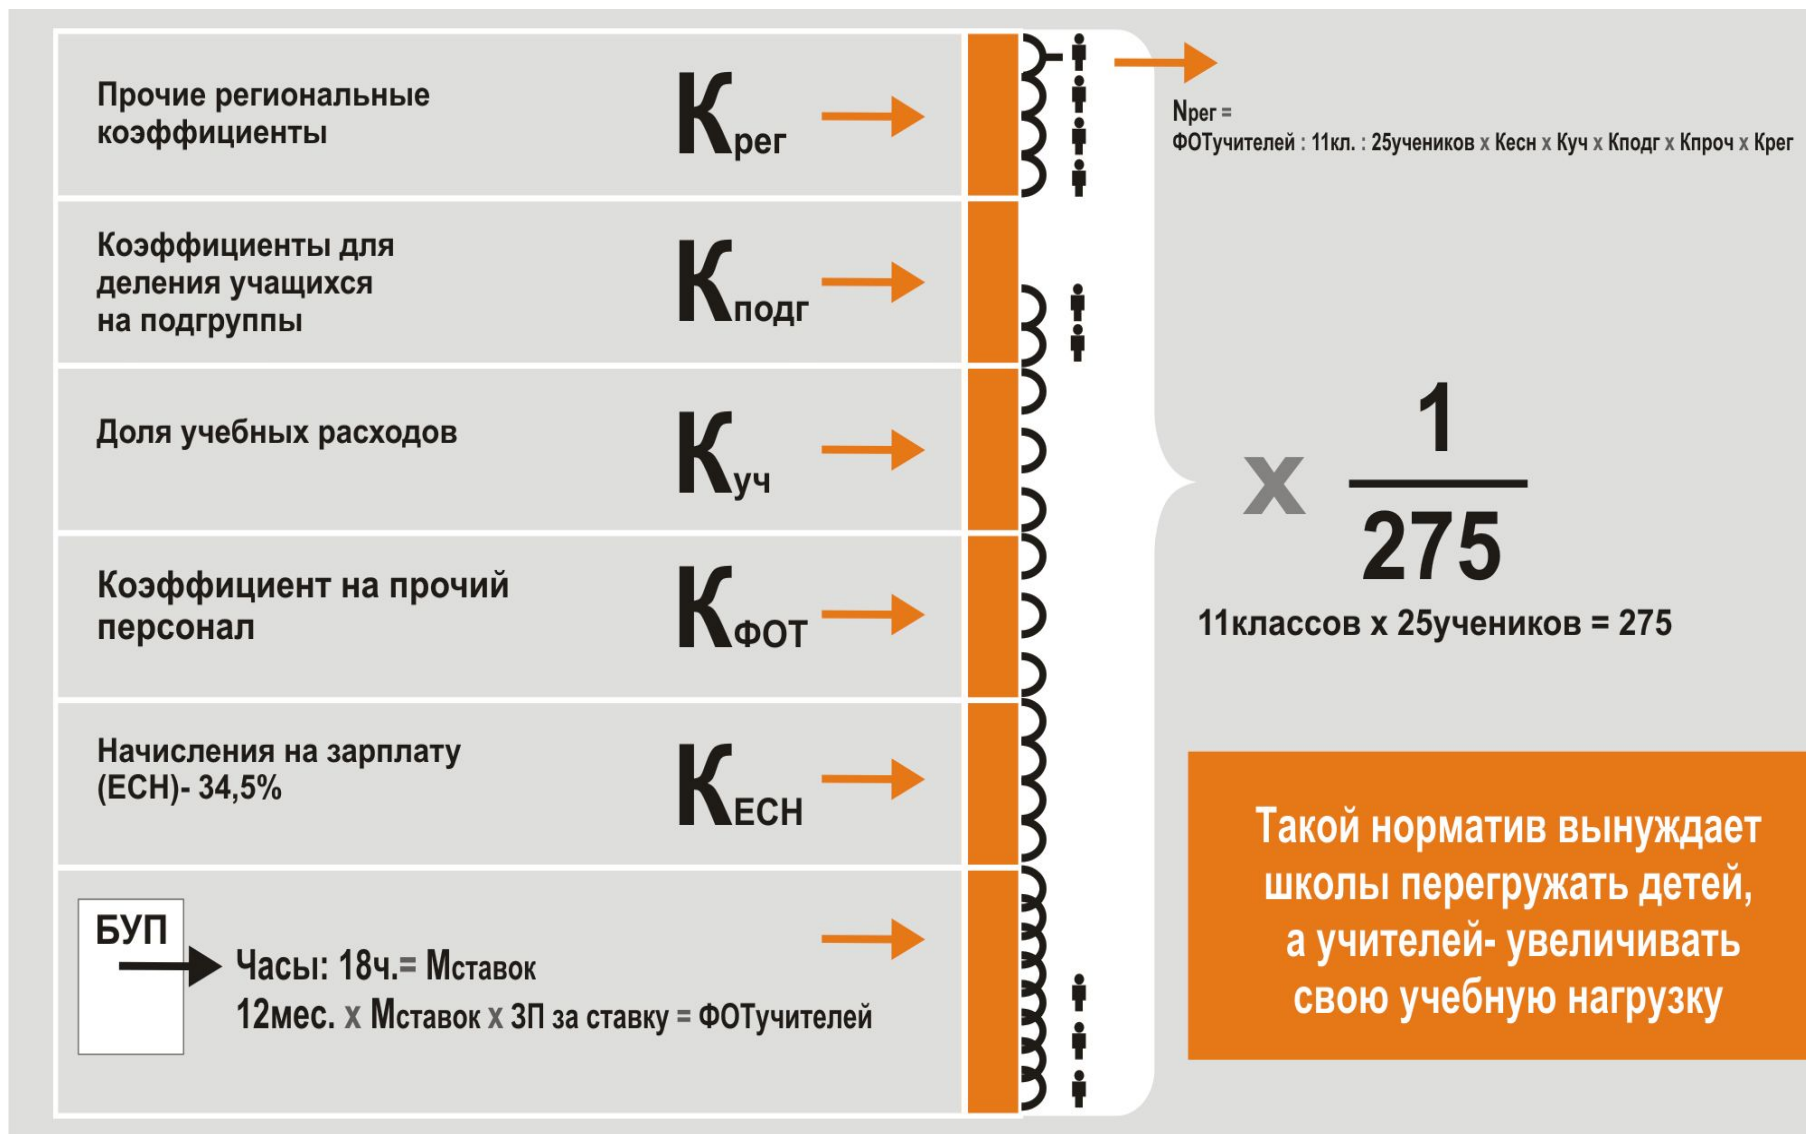 Прочие региональные
коэффициенты
Крег
Nрег =
ФОТучителей : 11кл. : 25учеников х Кесн х Куч х Кподг х Кпроч х Крег
Коэффициенты для
деления учащихся
на подгруппы
Кподг
Доля учебных расходов
Куч
х
1
275
11классов х 25учеников = 275
Коэффициент на прочий
персонал
КФОТ
Начисления на зарплату
(ЕСН)- 34,5%
КЕСН
Такой норматив вынуждает
школы перегружать детей,
а учителей- увеличивать
свою учебную нагрузку
БУП
Часы: 18ч.= Мставок
12мес. х Мставок х ЗП за ставку = ФОТучителей